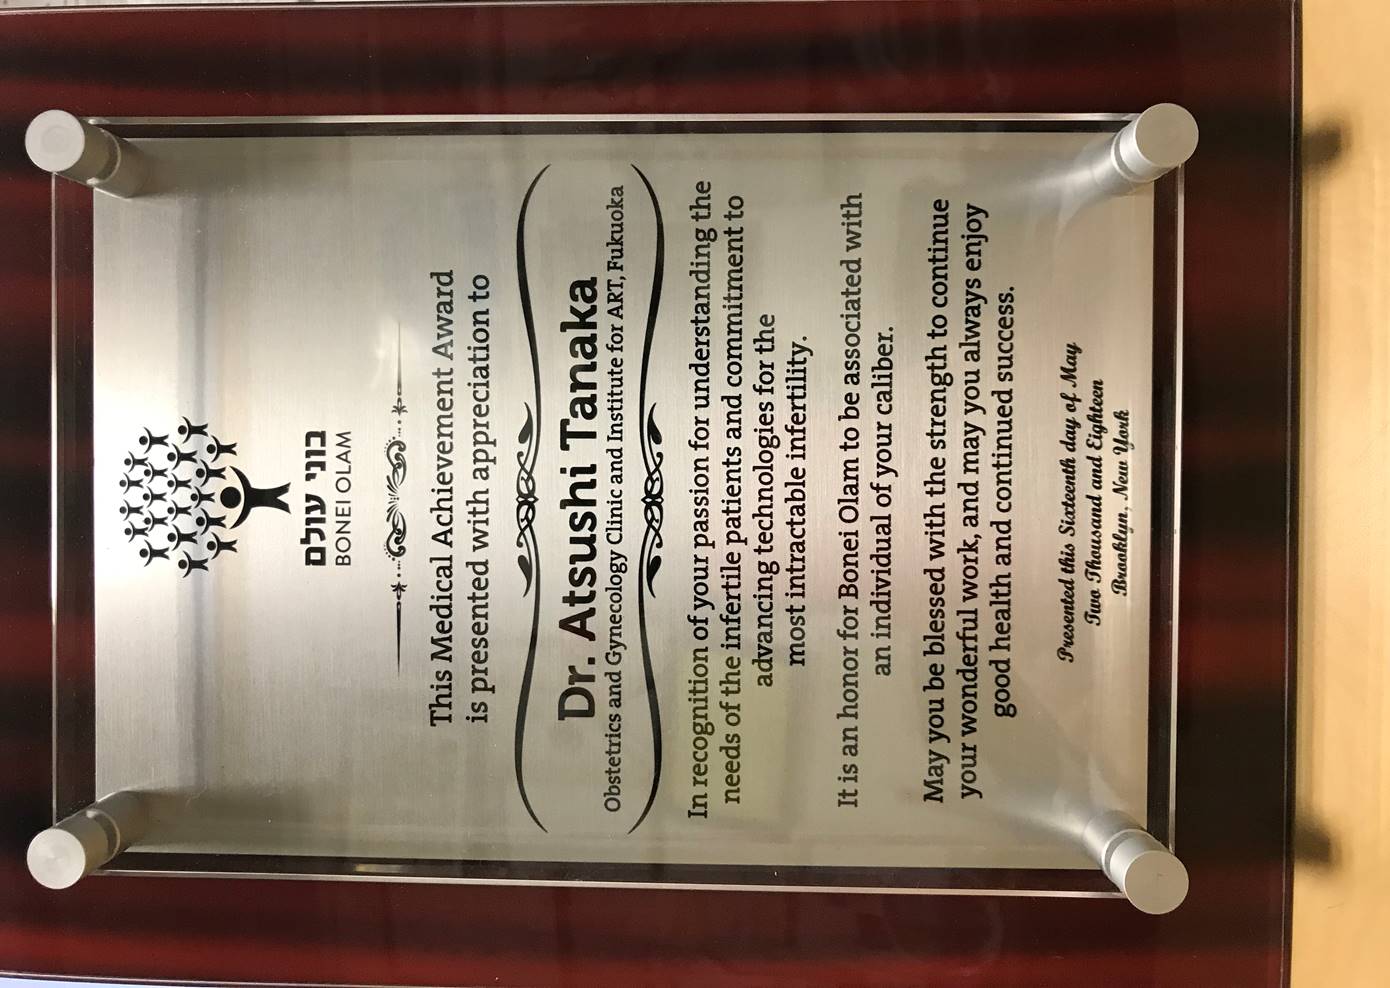 בוני עולם
BONEI OLAM
This Medical Achievement Award
is presented with appreciation to
Dr. Atsushi Tanaka
Obstetrics and Gynecology Clinic and Institute for ART, Fukuoka
In recognition of your passion for understanding the
needs of the infertile patients and commitment to
advancing technologies for the
most intractable infertility.
It is an honor for Bonei Olam to be associated with
an individual of your caliber.
May you be blessed with the strength to continue
your wonderful work, and may you always enjoy
good health and continued success.
Presented this Sixteenth day of May
Two Thousand and Eighteen
Brooklyn, New York